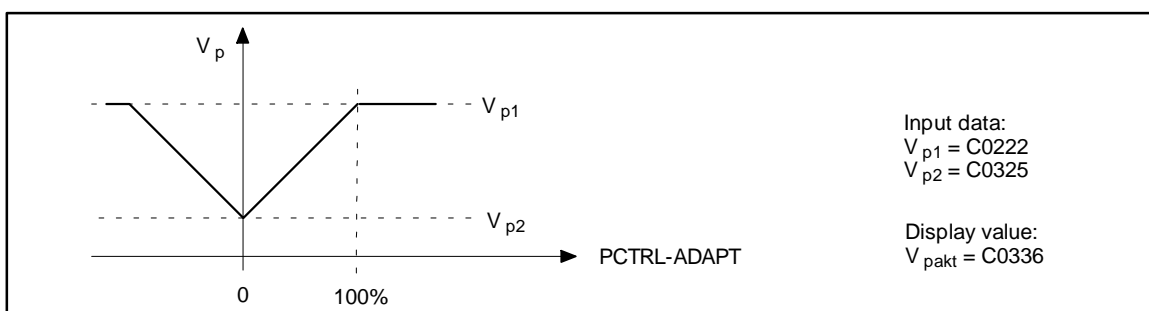 V p
V p1
V p2
PCTRL-ADAPT
0
100%
Input data:
V p1 = C0222
V p2 = C0325
Display value:
V pakt = C0336